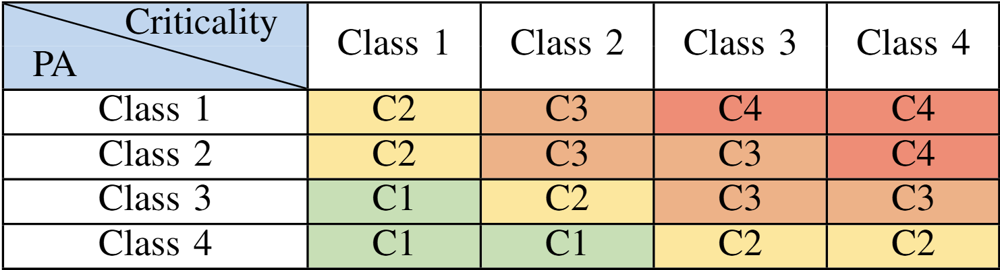 Criticality
PA
Class 1 Class 2 Class 3 Class 4
Class 1 C2 C3 C4 C4
Class 2 C2 C3 C3 C4
Class 3 C1 C2 C3 C3
Class 4 C1 C1 C2 C2